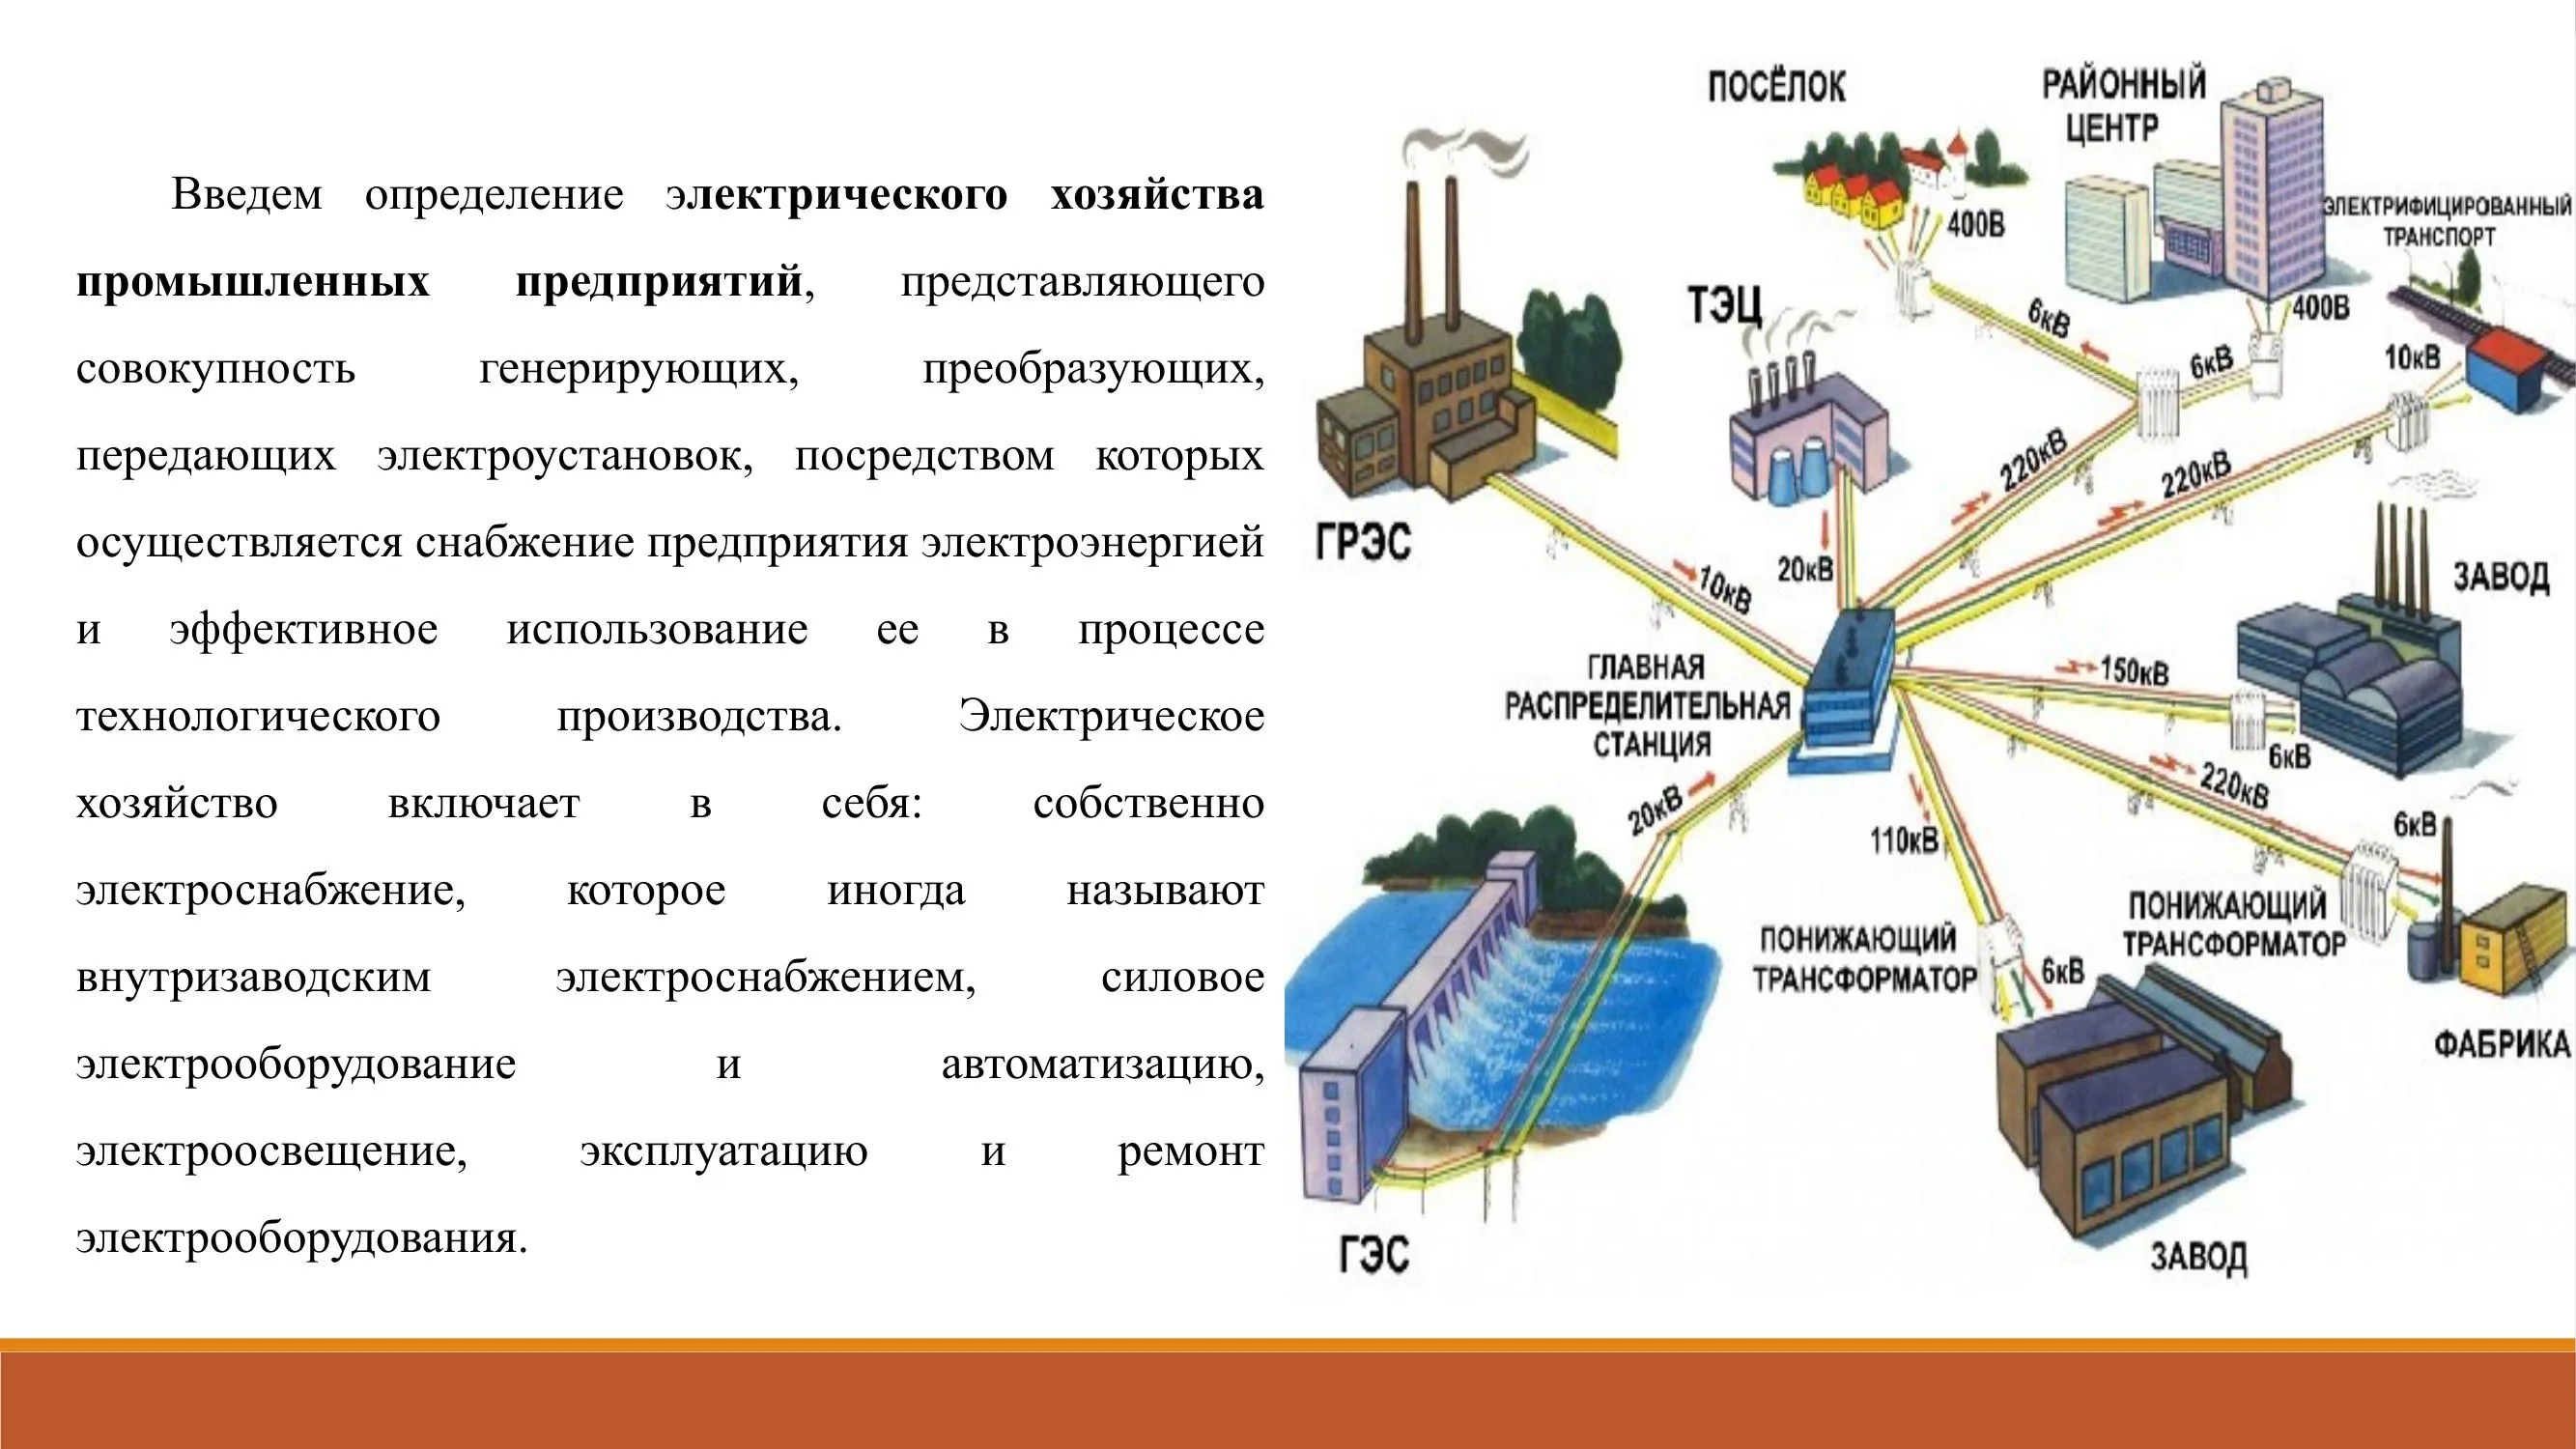 Введем определение электрического хозяйства
промышленных предприятий, представляющего
совокупность генерирующих, преобразующих,
передающих электроустановок, посредством которых
осуществляется снабжение предприятия электроэнергией
и эффективное использование ее в процессе
технологического производства. Электрическое
хозяйство включает в себя: собственно
электроснабжение, которое иногда называют
внутризаводским электроснабжением, силовое
электрооборудование и автоматизацию,
электроосвещение, эксплуатацию и ремонт
электрооборудования.
ПОСЁЛОК
РАЙОННЫЙ
ЦЕНТР
ЭЛЕКТРИФИЦИРОВАННЫЙ
ТРАНСПОРТ
400В
ТЭЦ
6кВ
400В
6кВ
10кВ
220кВ
220кВ
ГРЭС
20кВ
10кВ
ЗАВОД
ГЛАВНАЯ
РАСПРЕДЕЛИТЕЛЬНАЯ
СТАНЦИЯ
150кВ
6кВ
220кВ
20кВ
110кВ
6кВ
ПОНИЖАЮЩИЙ
ТРАНСФОРМАТОР
ПОНИЖАЮЩИЙ
ТРАНСФОРМАТОР
6кВ
ФАБРИКА
ГЭС
ЗАВОД